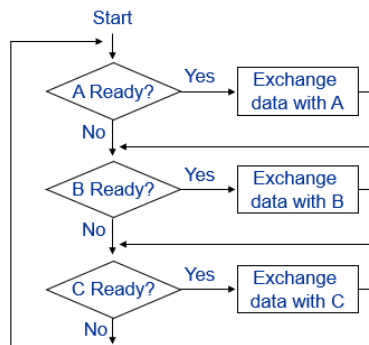 Start
A Ready?
Yes
Exchange
data with A
No
B Ready?
Yes
Exchange
data with B
No
C Ready?
Yes
Exchange
data with C
No